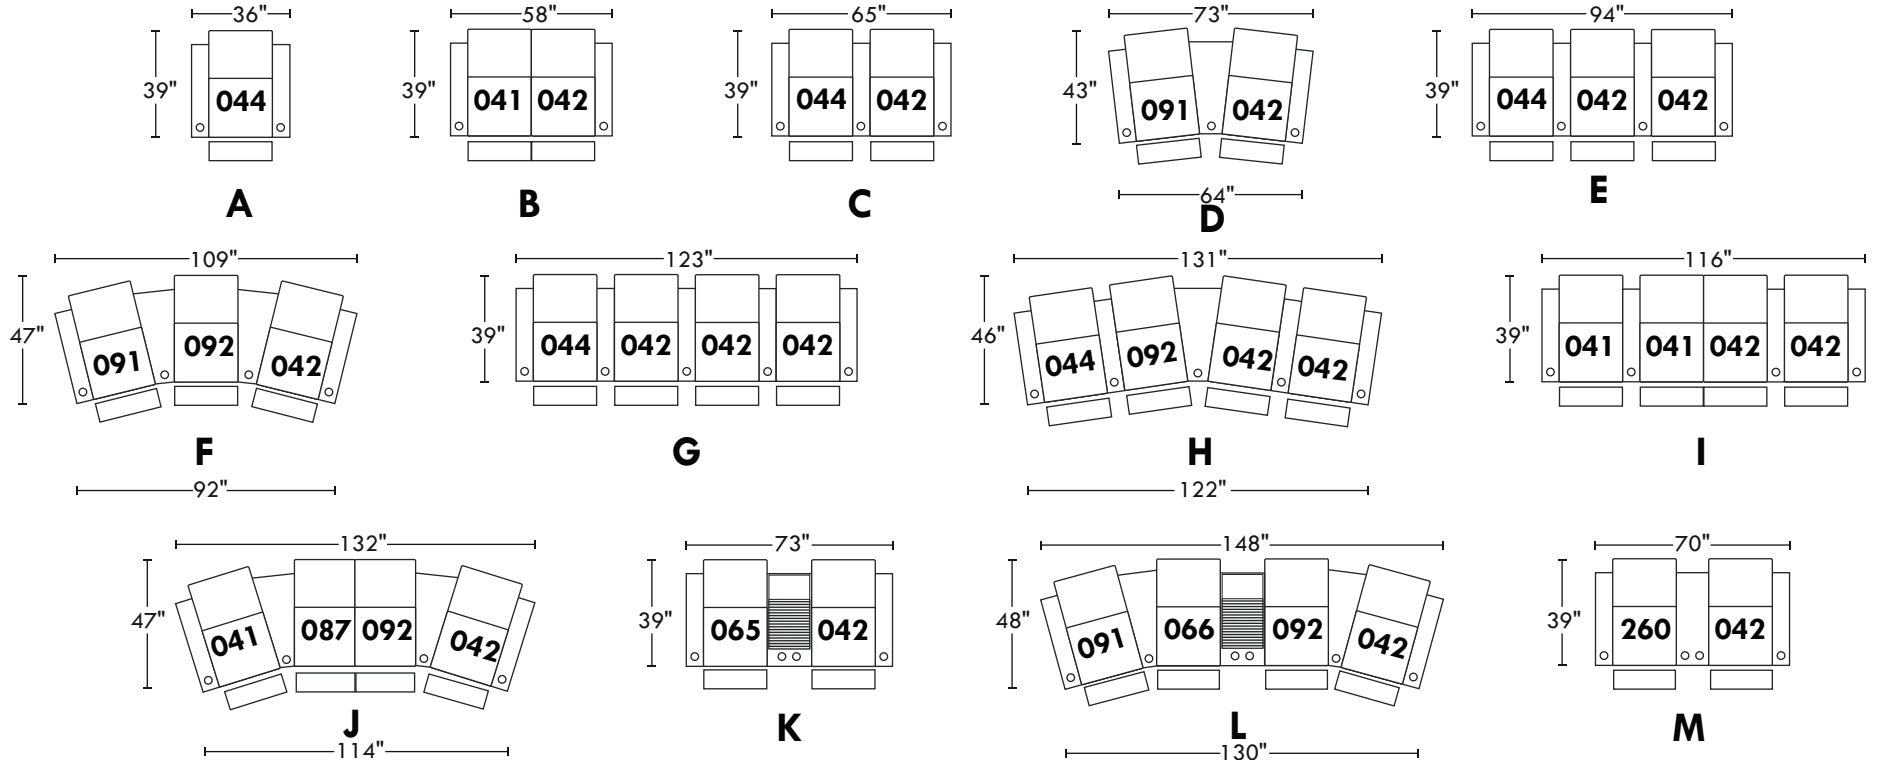 36" 58" 65" 73" 94"
39" 39" 39" 43" 39"
044 041 042 044 042 091 042 044 042 042
64"
A B C D E
109" 123" 131" 116"
47" 39" 46" 39"
091 092 042 044 042 042 042 044 092 042 042 041 041 042 042
F G H I
92" 122"
132" 73" 148" 70"
47" 39" 48" 39"
041 087 092 042 065 042 091 066 092 042 260 042
J K L M
114" 130"